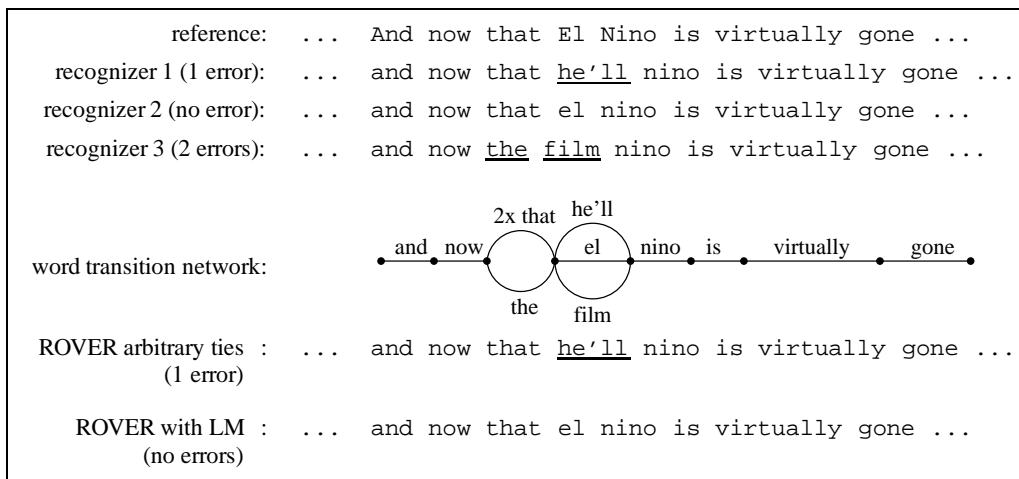 reference: ... And now that El Nino is virtually gone ...
recognizer 1 (1 error): ... and now that he'll nino is virtually gone ...
recognizer 2 (no error): ... and now that el nino is virtually gone ...
recognizer 3 (2 errors): ... and now the film nino is virtually gone ...
2x that he'll
word transition network: and now el nino is virtually gone
the film
ROVER arbitrary ties : ... and now that he'll nino is virtually gone ...
(1 error)
ROVER with LM : ... and now that el nino is virtually gone ...
(no errors)